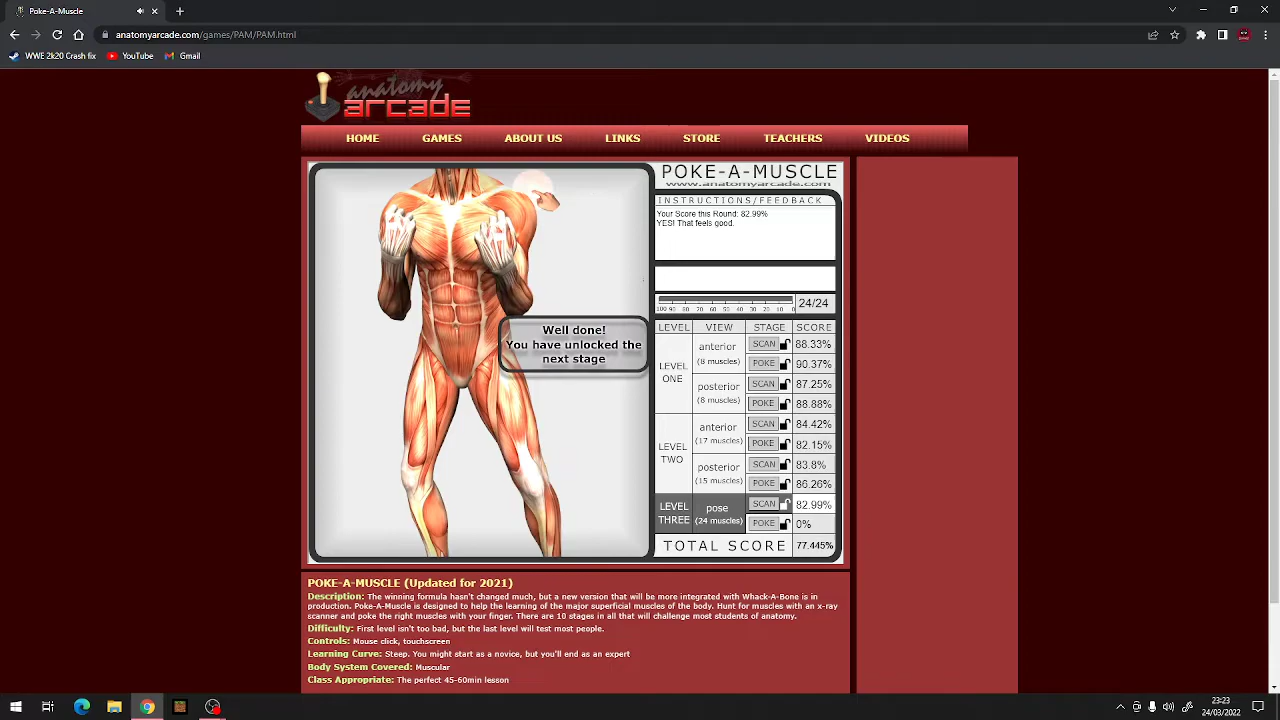 Poke-A-Muscle
anatomyarcade.com/games/PAM/PAM.html
WWE 2K20 Crash fix
YouTube
Gmail
anatomy
arcade
HOME
GAMES
ABOUT US
LINKS
STORE
TEACHERS
VIDEOS
POKE-A-MUSCLE
www.anatomyarcade.com
INSTRUCTIONS/FEEDBACK
Your Score this Round: 82.99%
YES! That feels good.
100 90 80 70 60 50 40 30 20 10 0
24/24
Well done!
You have unlocked the
next stage
LEVEL VIEW STAGE SCORE
LEVEL ONE
anterior
(8 muscles)
SCAN 88.33%
POKE 90.37%
posterior
(8 muscles)
SCAN 87.25%
POKE 88.88%
LEVEL TWO
anterior
(17 muscles)
SCAN 84.42%
POKE 82.15%
posterior
(15 muscles)
SCAN 83.8%
POKE 86.26%
LEVEL THREE
pose
(24 muscles)
SCAN 82.99%
POKE 0%
TOTAL SCORE 77.445%
POKE-A-MUSCLE (Updated for 2021)
Description: The winning formula hasn't changed much, but a new version that will be more integrated with Whack-A-Bone is in
production. Poke-A-Muscle is designed to help the learning of the major superficial muscles of the body. Hunt for muscles with an x-ray
scanner and poke the right muscles with your finger. There are 10 stages in all that will challenge most students of anatomy.
Difficulty: First level isn't too bad, but the last level will test most people.
Controls: Mouse click, touchscreen
Learning Curve: Steep. You might start as a novice, but you'll end as an expert
Body System Covered: Muscular
Class Appropriate: The perfect 45-60min lesson
23:23
24/03/2022